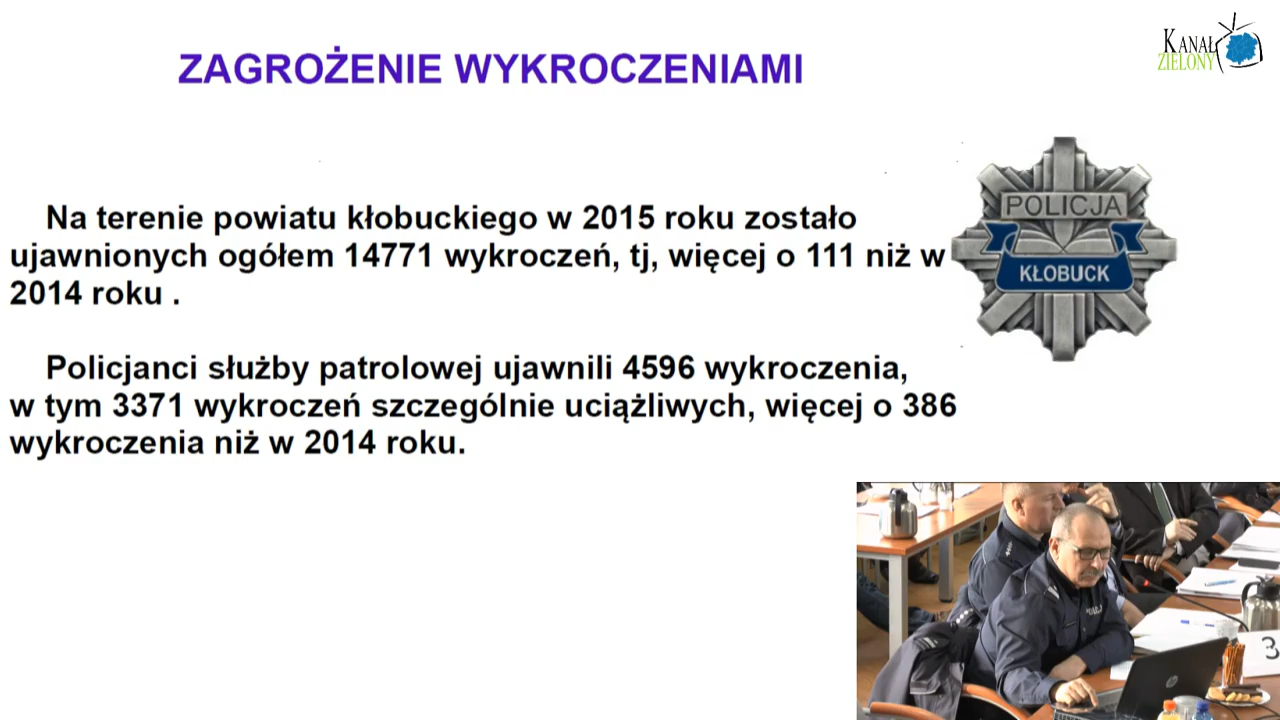 ZAGROŻENIE WYKROCZENIAMI
KANAŁ
ZIELONY
POLICJA
KŁOBUCK
Na terenie powiatu kłobuckiego w 2015 roku zostało
ujawnionych ogółem 14771 wykroczeń, tj, więcej o 111 niż w
2014 roku .
Policjanci służby patrolowej ujawnili 4596 wykroczenia,
w tym 3371 wykroczeń szczególnie uciążliwych, więcej o 386
wykroczenia niż w 2014 roku.
3